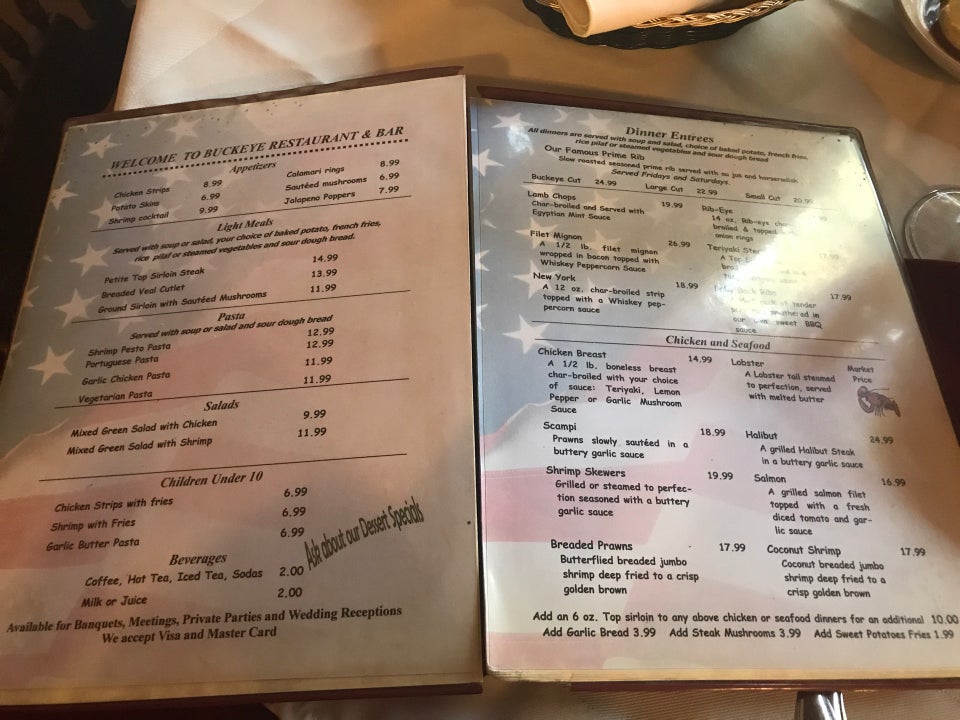 WELCOME TO BUCKEYE RESTAURANT & BAR
Appetizers
Chicken Strips 8.99
Potato Skins 6.99
Shrimp cocktail 9.99
Calamari rings 8.99
Sautéed mushrooms 6.99
Jalapeno Poppers 7.99
Light Meals
Served with soup or salad, your choice of baked potato, french fries,
rice pilaf or steamed vegetables and sour dough bread.
Petite Top Sirloin Steak 14.99
Breaded Veal Cutlet 13.99
Ground Sirloin with Sautéed Mushrooms 11.99
Pasta
Served with soup or salad and sour dough bread
Shrimp Pesto Pasta 12.99
Portuguese Pasta 12.99
Garlic Chicken Pasta 11.99
Vegetarian Pasta 11.99
Salads
Mixed Green Salad with Chicken 9.99
Mixed Green Salad with Shrimp 11.99
Children Under 10
Chicken Strips with fries 6.99
Shrimp with Fries 6.99
Garlic Butter Pasta 6.99
Beverages
Coffee, Hot Tea, Iced Tea, Sodas 2.00
Milk or Juice 2.00
Ask about our Dessert Specials
Available for Banquets, Meetings, Private Parties and Wedding Receptions
We accept Visa and Master Card
Dinner Entrees
All dinners are served with soup and salad, choice of baked potato, french fries,
rice pilaf or steamed vegetables and sour dough bread
Our Famous Prime Rib
Slow roasted seasoned prime rib served with au jus and horseradish
Served Fridays and Saturdays.
Buckeye Cut 24.99 Large Cut 22.99 Small Cut 20.99
Lamb Chops 19.99
Char-broiled and Served with
Egyptian Mint Sauce
Filet Mignon 26.99
A 1/2 lb. filet mignon
wrapped in bacon topped with
Whiskey Peppercorn Sauce
New York 18.99
A 12 oz. char-broiled strip
topped with a Whiskey pep-
percorn sauce
Rib-Eye
14 oz. Rib-eye
broiled & topped
onion rings
Teriyaki 17.99
A Top
Back Ribs 17.99
tender
in
our own sweet BBQ
sauce
Chicken and Seafood
Chicken Breast 14.99
A 1/2 lb. boneless breast
char-broiled with your choice
of sauce: Teriyaki, Lemon
Pepper or Garlic Mushroom
Sauce
Scampi 18.99
Prawns slowly sautéed in a
buttery garlic sauce
Shrimp Skewers 19.99
Grilled or steamed to perfec-
tion seasoned with a buttery
garlic sauce
Breaded Prawns 17.99
Butterflied breaded jumbo
shrimp deep fried to a crisp
golden brown
Lobster Market
Price
A Lobster tail steamed
to perfection, served
with melted butter
Halibut 24.99
A grilled Halibut Steak
in a buttery garlic sauce
Salmon 16.99
A grilled salmon filet
topped with a fresh
diced tomato and gar-
lic sauce
Coconut Shrimp 17.99
Coconut breaded jumbo
shrimp deep fried to a
crisp golden brown
Add an 6 oz. Top sirloin to any above chicken or seafood dinners for an additional 10.00
Add Garlic Bread 3.99 Add Steak Mushrooms 3.99 Add Sweet Potatoes Fries 1.99